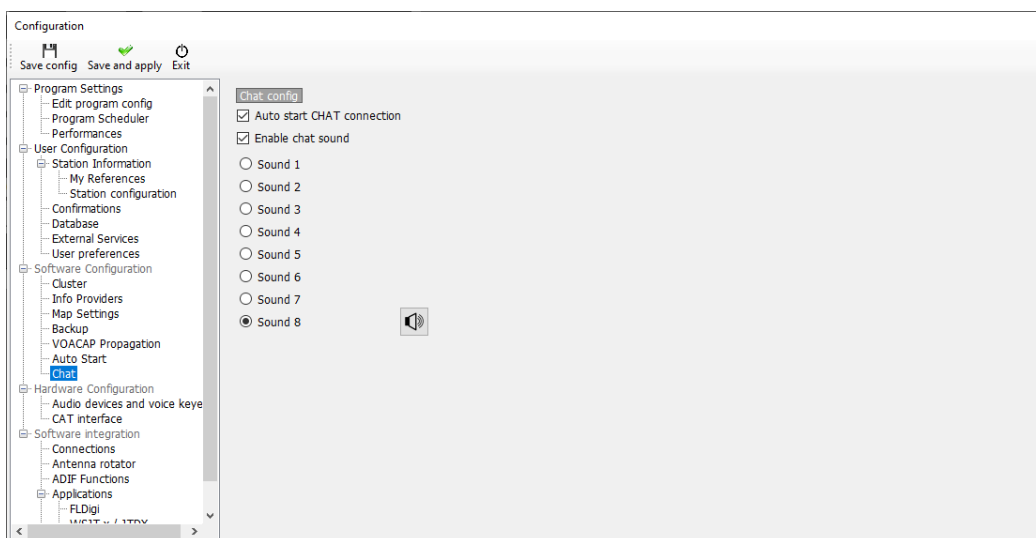 Configuration
Save config Save and apply Exit
Program Settings
Edit program config
Program Scheduler
Performances
User Configuration
Station Information
My References
Station configuration
Confirmations
Database
External Services
User preferences
Software Configuration
Cluster
Info Providers
Map Settings
Backup
VOACAP Propagation
Auto Start
Chat
Hardware Configuration
Audio devices and voice keye
CAT interface
Software integration
Connections
Antenna rotator
ADIF Functions
Applications
FLDigi
WSJT-x / JTDX
Chat config
Auto start CHAT connection
Enable chat sound
Sound 1
Sound 2
Sound 3
Sound 4
Sound 5
Sound 6
Sound 7
Sound 8